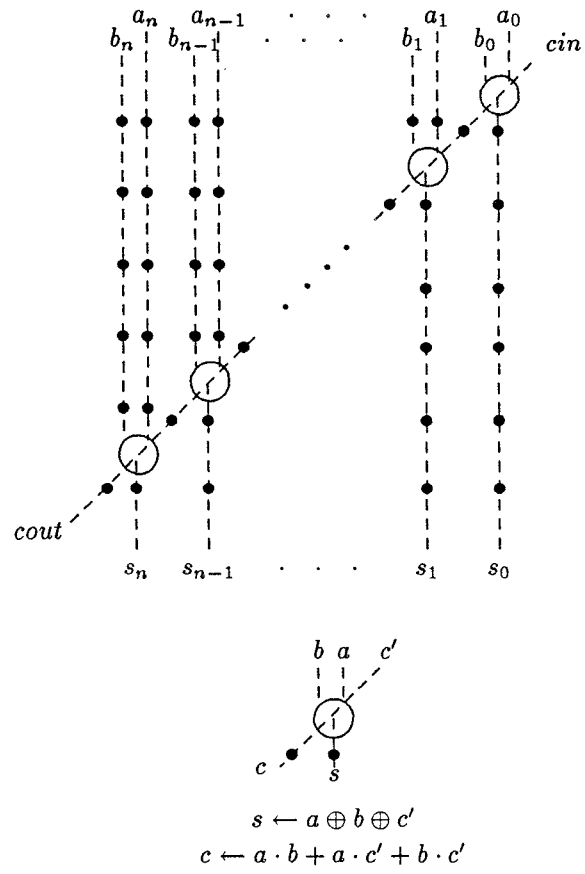 a_n a_{n-1} · · · · a_1 a_0
b_n b_{n-1} · · · · b_1 b_0 cin
cout
s_n s_{n-1} · · · · s_1 s_0
b a c'
c s
s ← a ⊕ b ⊕ c'
c ← a · b + a · c' + b · c'